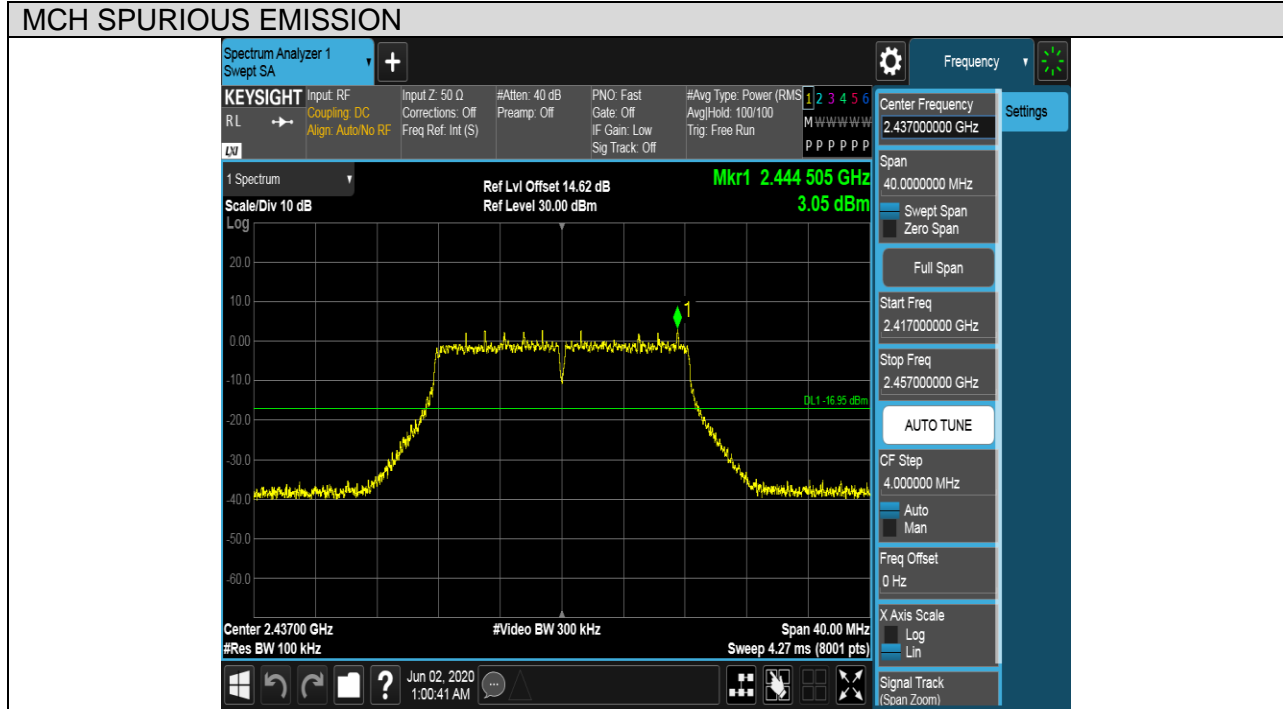 MCH SPURIOUS EMISSION
Spectrum Analyzer 1
Swept SA
Frequency
KEYSIGHT
RL
LXI
Input: RF
Coupling: DC
Align: Auto/No RF
Input Z: 50 Ω
Corrections: Off
Freq Ref: Int (S)
#Atten: 40 dB
Preamp: Off
PNO: Fast
Gate: Off
IF Gain: Low
Sig Track: Off
#Avg Type: Power (RMS
Avg|Hold: 100/100
Trig: Free Run
1 2 3 4 5 6
M W W W W W
P P P P P P
1 Spectrum
Scale/Div 10 dB
Ref Lvl Offset 14.62 dB
Ref Level 30.00 dBm
Mkr1 2.444 505 GHz
3.05 dBm
Log
20.0
10.0
0.00
-10.0
-20.0
-30.0
-40.0
-50.0
-60.0
1
DL1 -16.95 dBm
Center 2.43700 GHz
#Res BW 100 kHz
#Video BW 300 kHz
Span 40.00 MHz
Sweep 4.27 ms (8001 pts)
Jun 02, 2020
1:00:41 AM
?
Center Frequency
2.437000000 GHz
Settings
Span
40.0000000 MHz
Swept Span
Zero Span
Full Span
Start Freq
2.417000000 GHz
Stop Freq
2.457000000 GHz
AUTO TUNE
CF Step
4.000000 MHz
Auto
Man
Freq Offset
0 Hz
X Axis Scale
Log
Lin
Signal Track
(Span Zoom)